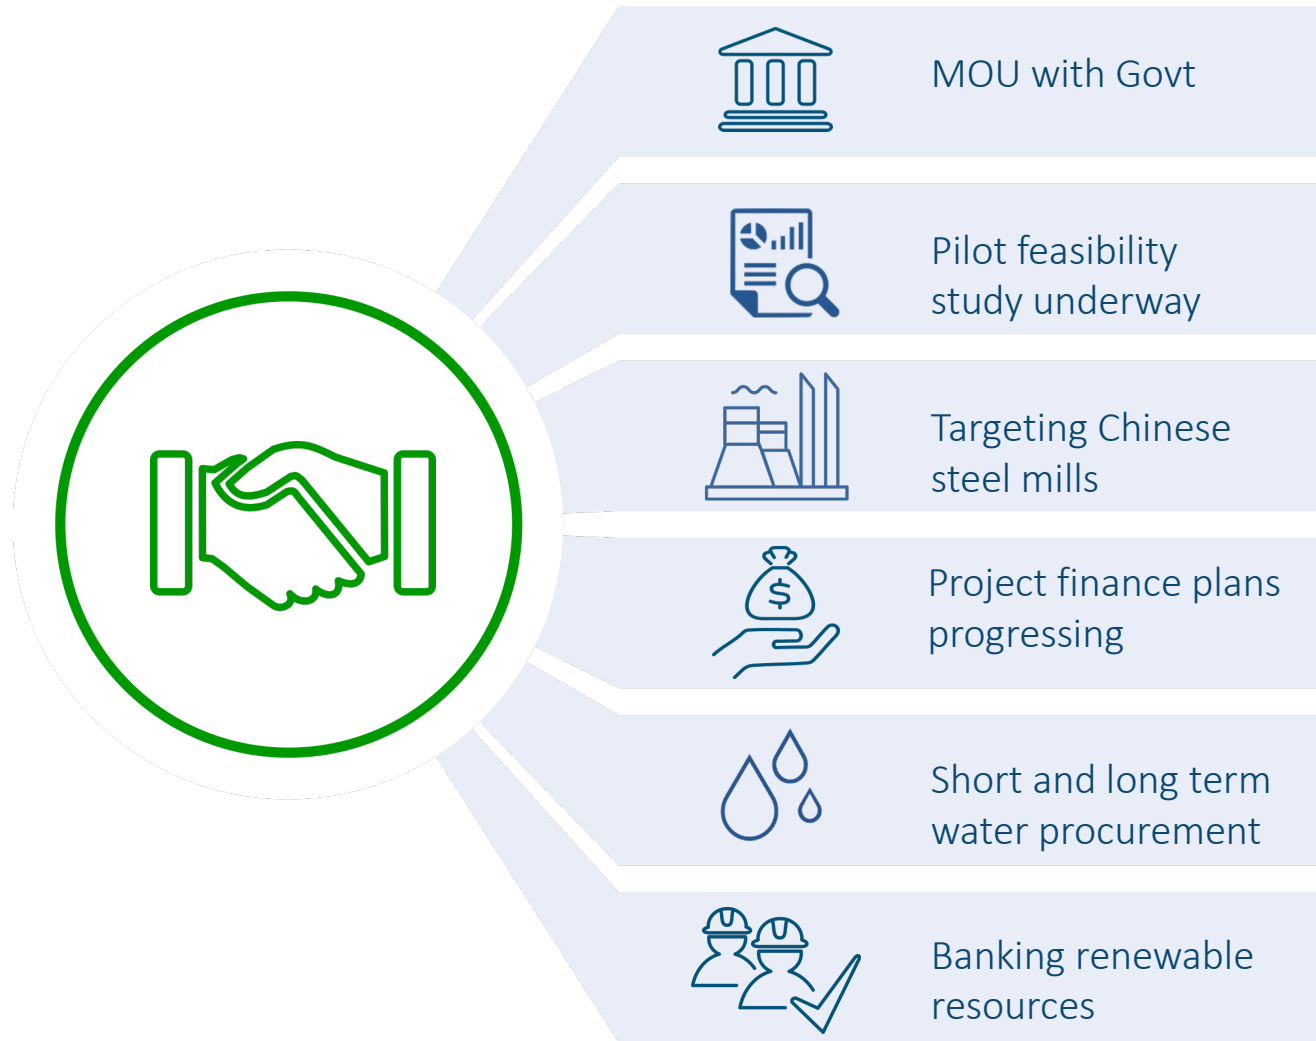 MOU with Govt
Pilot feasibility
study underway
Targeting Chinese
steel mills
$
Project finance plans
progressing
Short and long term
water procurement
Banking renewable
resources